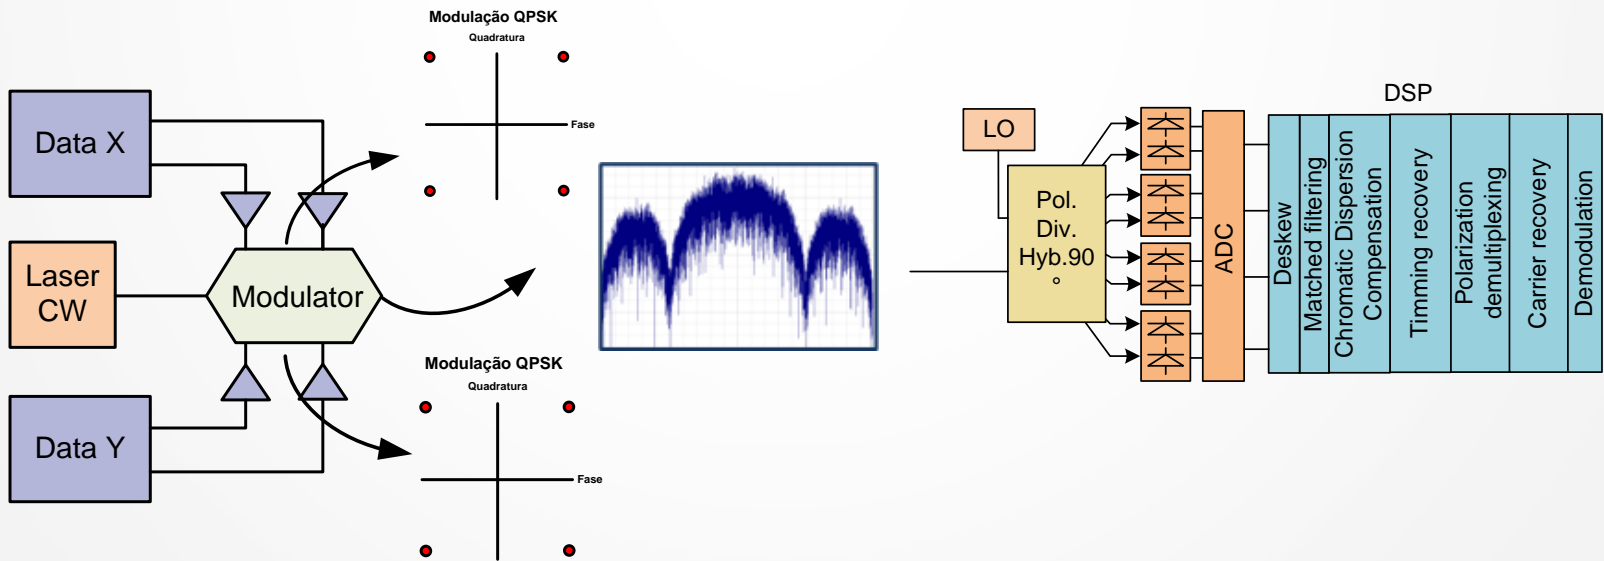 Modulação QPSK
Quadratura
Fase
Data X
Laser
CW
Modulator
Data Y
Modulação QPSK
Quadratura
Fase
LO
Pol.
Div.
Hyb.90
°
ADC
DSP
Deskew
Matched filtering
Chromatic Dispersion
Compensation
Timming recovery
Polarization
demultiplexing
Carrier recovery
Demodulation